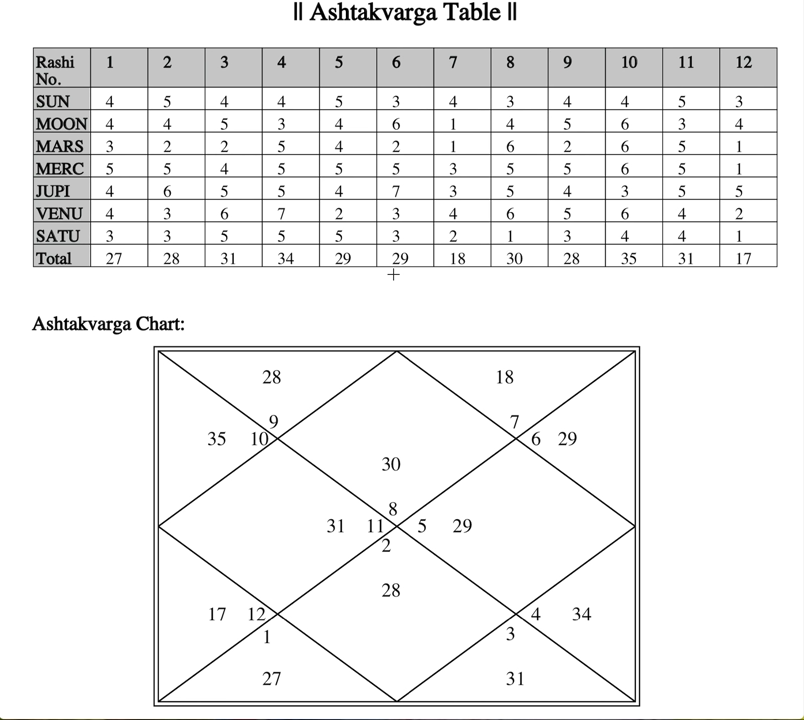 || Ashtakvarga Table ||
Rashi No. 1 2 3 4 5 6 7 8 9 10 11 12
SUN 4 5 4 4 5 3 4 3 4 4 5 3
MOON 4 4 5 3 4 6 1 4 5 6 3 4
MARS 3 2 2 5 4 2 1 6 2 6 5 1
MERC 5 5 4 5 5 5 3 5 5 6 5 1
JUPI 4 6 5 5 4 7 3 5 4 3 5 5
VENU 4 3 6 7 2 3 4 6 5 6 4 2
SATU 3 3 5 5 5 3 2 1 3 4 4 1
Total 27 28 31 34 29 29 18 30 28 35 31 17
Ashtakvarga Chart:
28 18
9 7
35 10 6 29
30
8
31 11 5 29
2
28
17 12 4 34
1 3
27 31